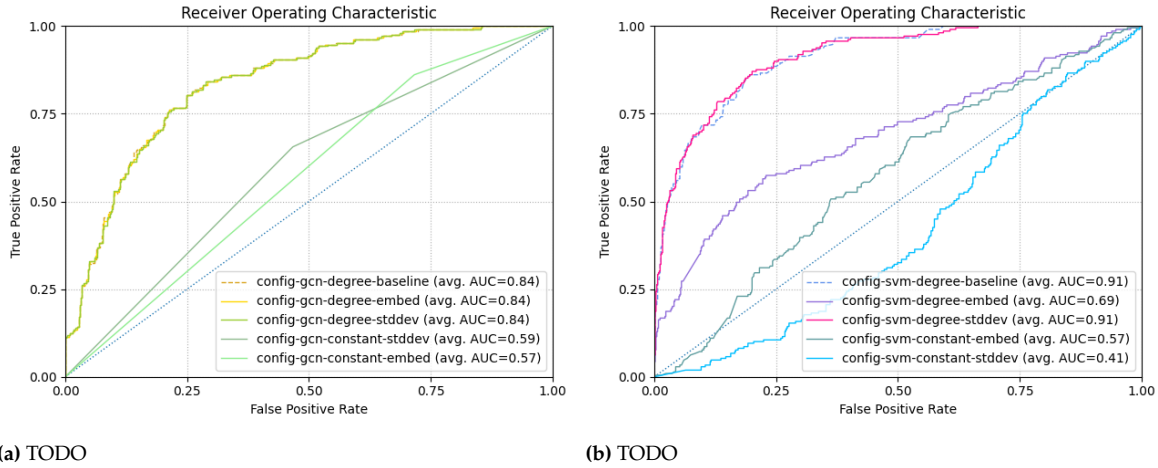 Receiver Operating Characteristic
1.00
0.75
0.50
0.25
0.00
True Positive Rate
config-gcn-degree-baseline (avg. AUC=0.84)
config-gcn-degree-embed (avg. AUC=0.84)
config-gcn-degree-stddev (avg. AUC=0.84)
config-gcn-constant-stddev (avg. AUC=0.59)
config-gcn-constant-embed (avg. AUC=0.57)
0.00 0.25 0.50 0.75 1.00
False Positive Rate
(a) TODO
Receiver Operating Characteristic
1.00
0.75
0.50
0.25
0.00
True Positive Rate
config-svm-degree-baseline (avg. AUC=0.91)
config-svm-degree-embed (avg. AUC=0.69)
config-svm-degree-stddev (avg. AUC=0.91)
config-svm-constant-embed (avg. AUC=0.57)
config-svm-constant-stddev (avg. AUC=0.41)
0.00 0.25 0.50 0.75 1.00
False Positive Rate
(b) TODO